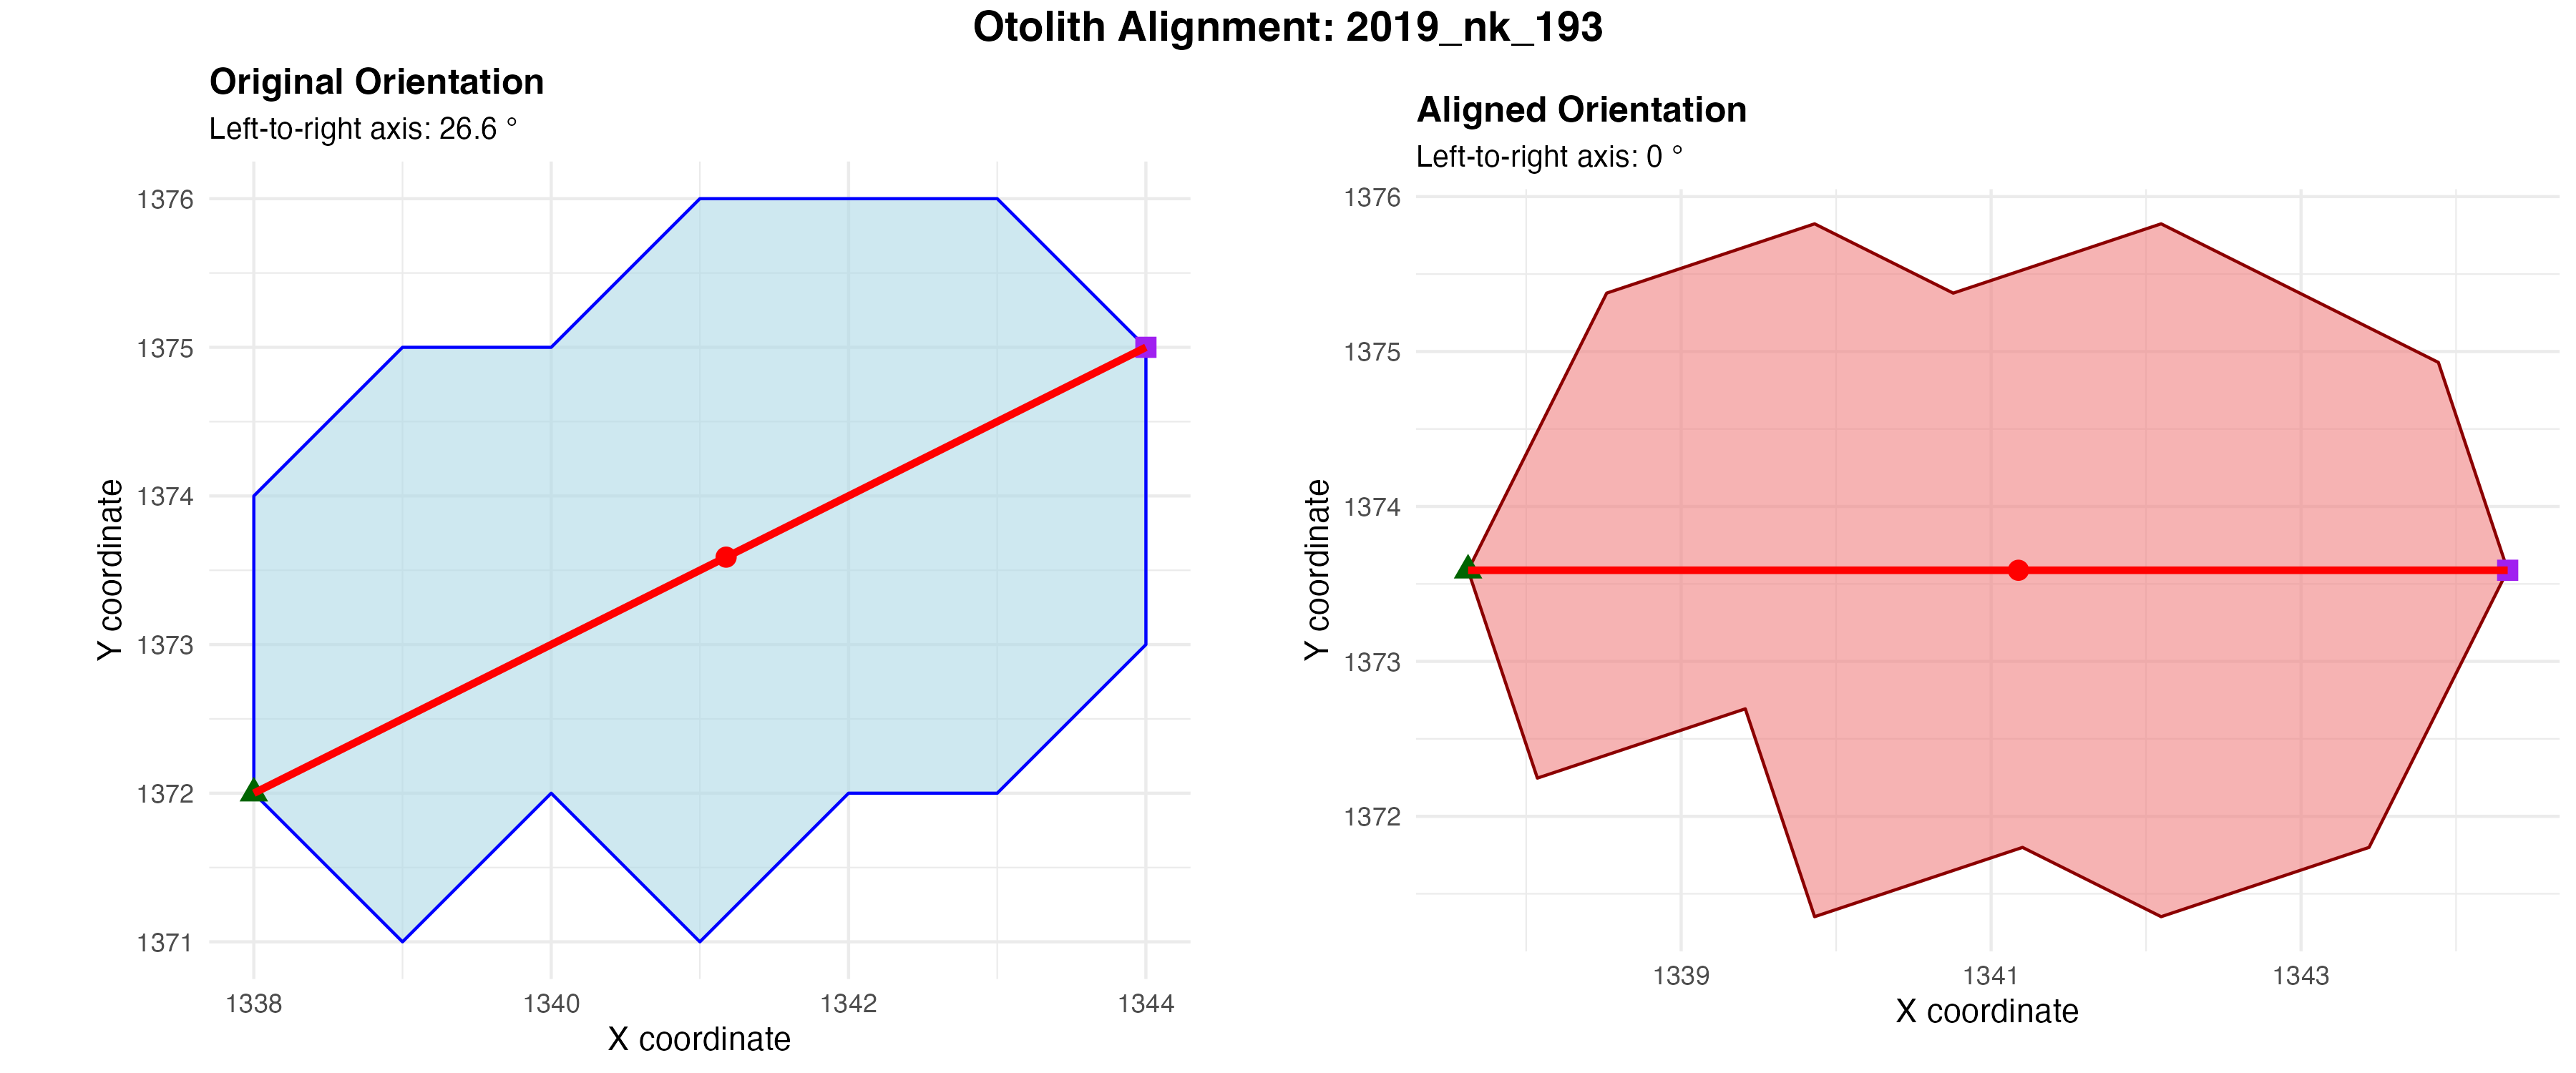 Otolith Alignment: 2019_nk_193
Original Orientation
Left-to-right axis: 26.6 °
1376
1375
1374
1373
1372
1371
Y coordinate
1338 1340 1342 1344
X coordinate
Aligned Orientation
Left-to-right axis: 0 °
1376
1375
1374
1373
1372
Y coordinate
1339 1341 1343
X coordinate